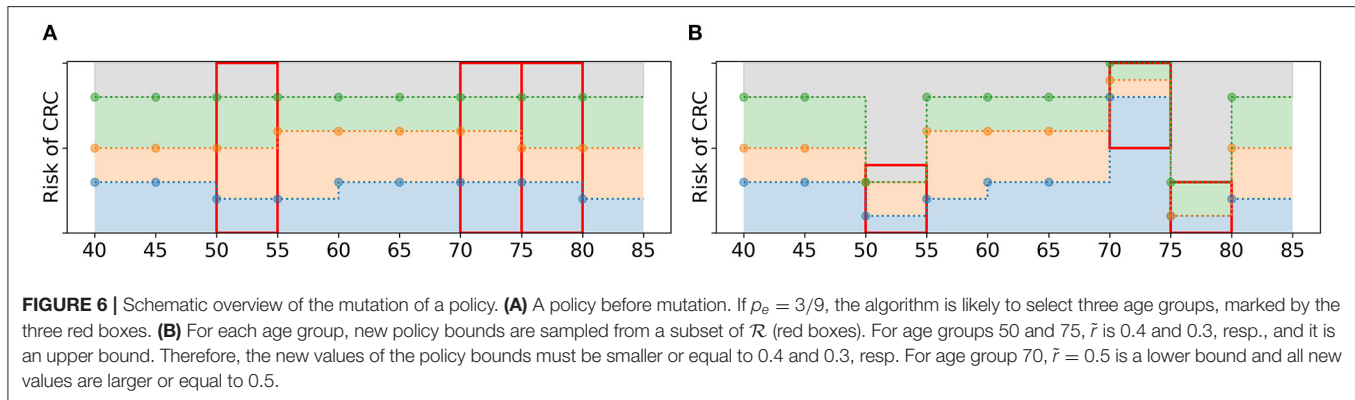 A
B
Risk of CRC
40 45 50 55 60 65 70 75 80 85
Risk of CRC
40 45 50 55 60 65 70 75 80 85
FIGURE 6 | Schematic overview of the mutation of a policy. (A) A policy before mutation. If pₑ = 3/9, the algorithm is likely to select three age groups, marked by the
three red boxes. (B) For each age group, new policy bounds are sampled from a subset of ℛ (red boxes). For age groups 50 and 75, r̃ is 0.4 and 0.3, resp., and it is
an upper bound. Therefore, the new values of the policy bounds must be smaller or equal to 0.4 and 0.3, resp. For age group 70, r̃ = 0.5 is a lower bound and all new
values are larger or equal to 0.5.